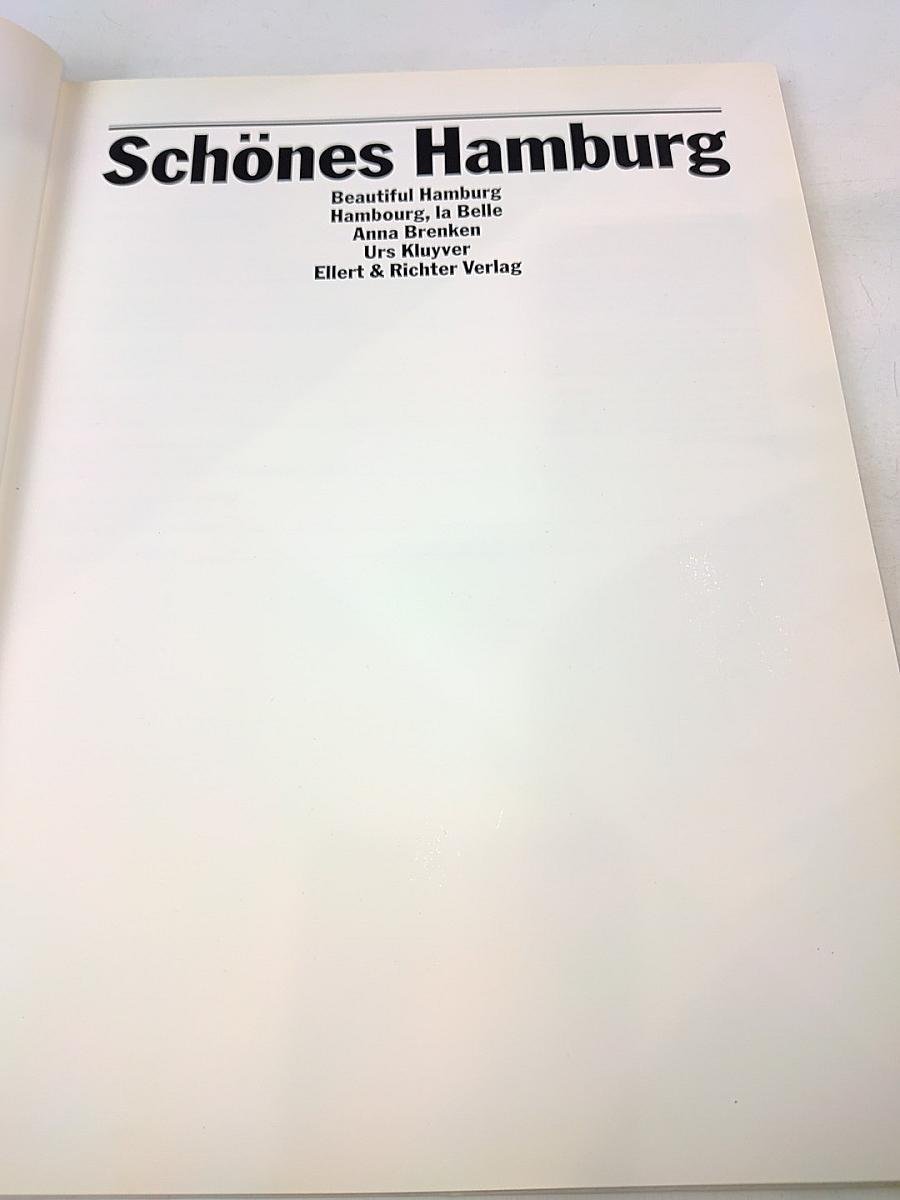 Schönes Hamburg
Beautiful Hamburg
Hambourg, la Belle
Anna Brenken
Urs Kluyver
Ellert & Richter Verlag